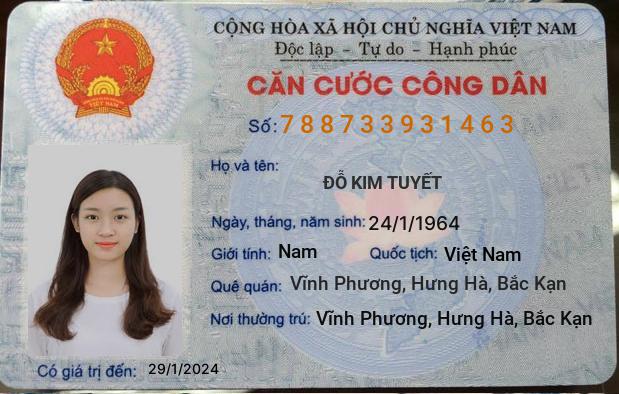 CỘNG HÒA XÃ HỘI CHỦ NGHĨA VIỆT NAM
Độc lập - Tự do - Hạnh phúc
CĂN CƯỚC CÔNG DÂN
Số: 788733931463
Họ và tên:
ĐỖ KIM TUYẾT
Ngày, tháng, năm sinh: 24/1/1964
Giới tính: Nam Quốc tịch: Việt Nam
Quê quán: Vĩnh Phương, Hưng Hà, Bắc Kạn
Nơi thường trú: Vĩnh Phương, Hưng Hà, Bắc Kạn
Có giá trị đến: 29/1/2024
VIỆT NAM